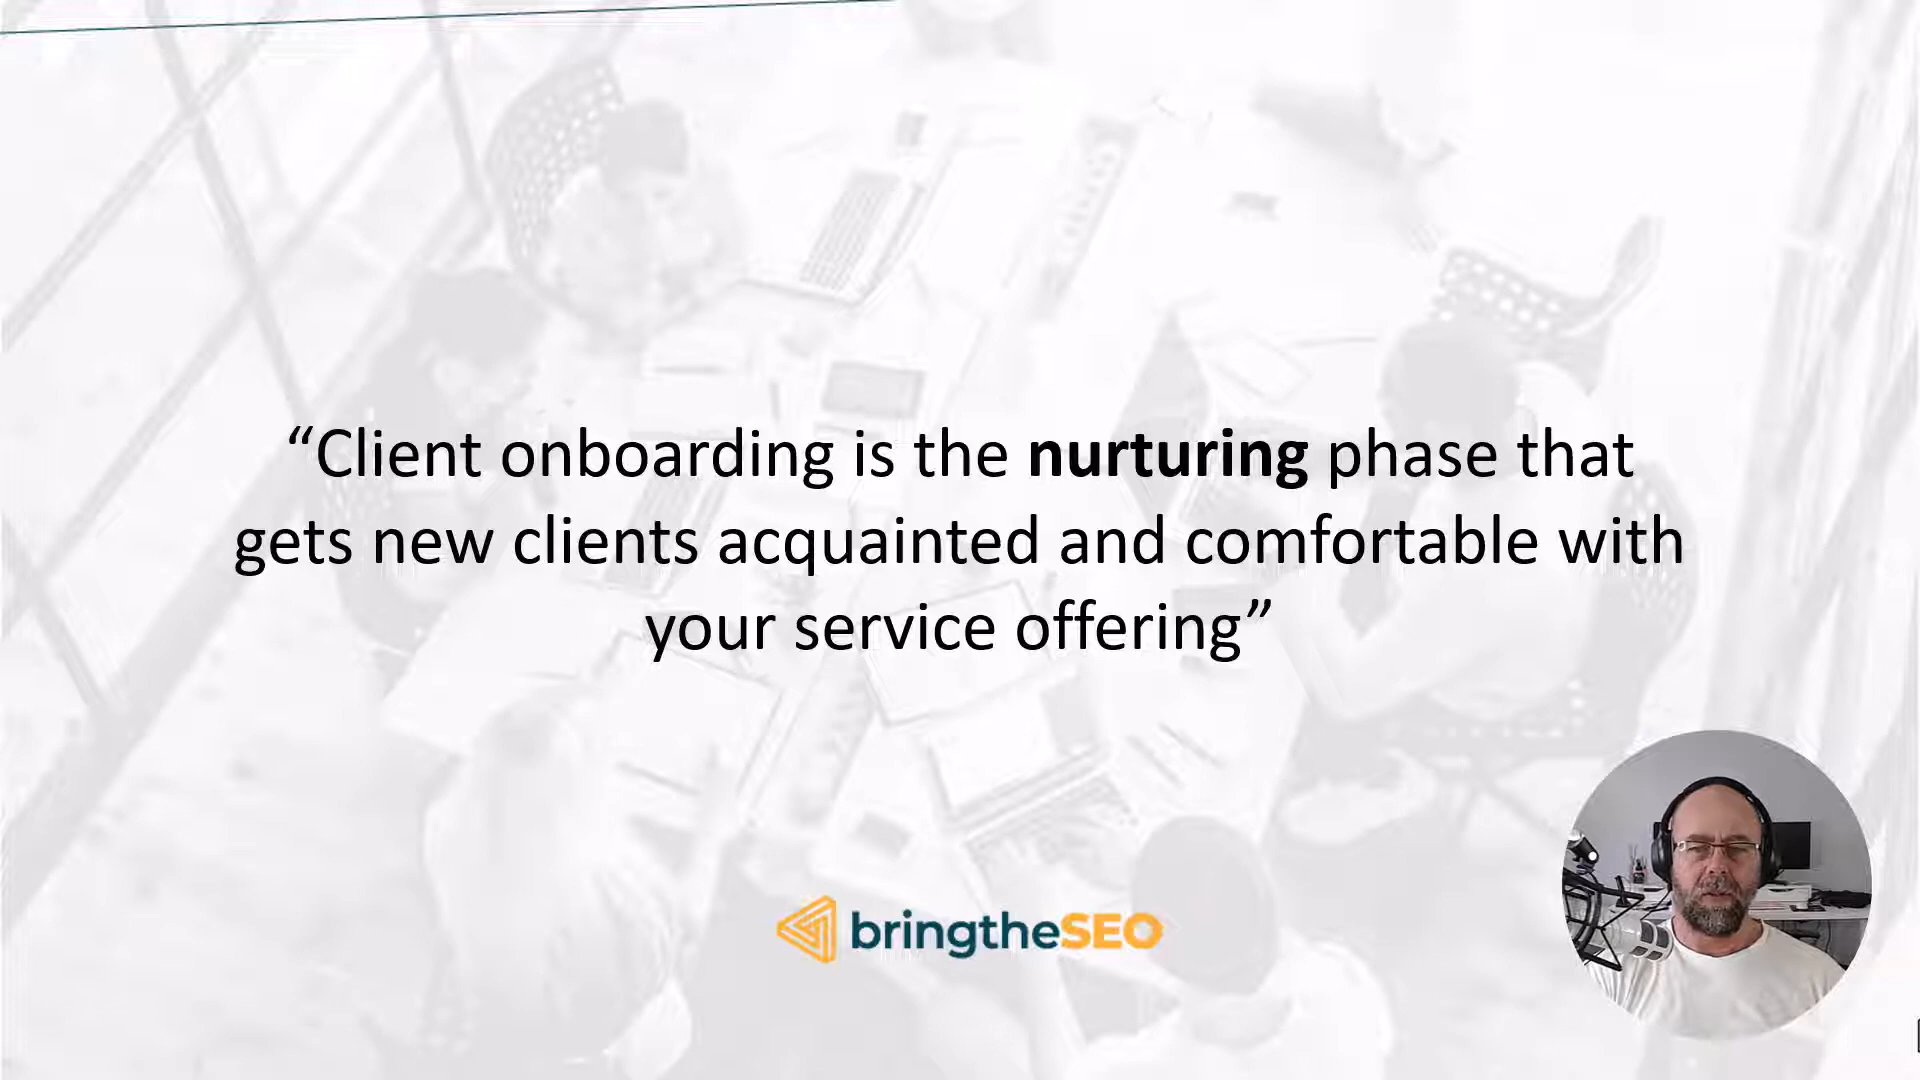 “Client onboarding is the nurturing phase that
gets new clients acquainted and comfortable with
your service offering”
bringtheSEO